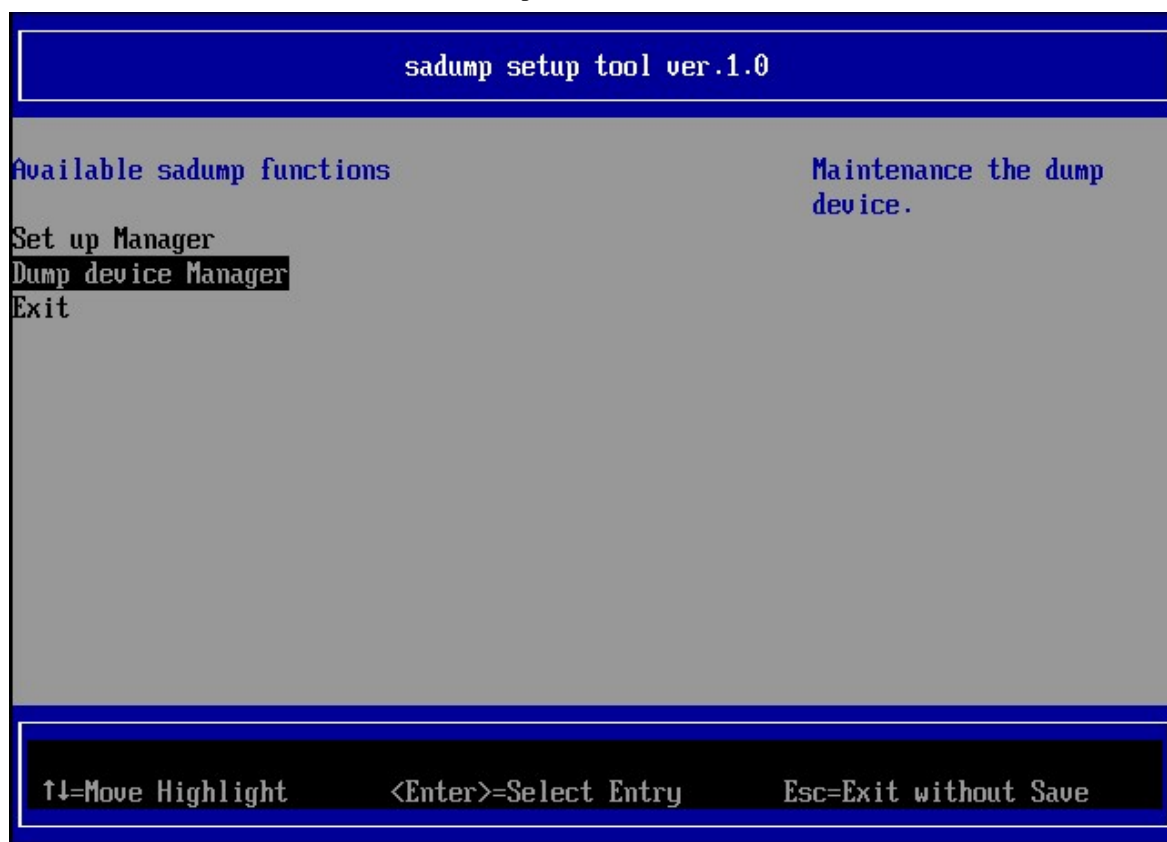 sadump setup tool ver.1.0
Available sadump functions
Maintenance the dump
device.
Set up Manager
Dump device Manager
Exit
↑↓=Move Highlight <Enter>=Select Entry Esc=Exit without Save